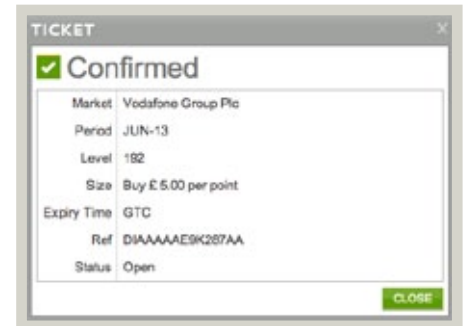 TICKET
Confirmed
Market Vodafone Group Plc
Period JUN-13
Level 192
Size Buy £ 5.00 per point
Expiry Time GTC
Ref DIAAAAAE9K287AA
Status Open
CLOSE